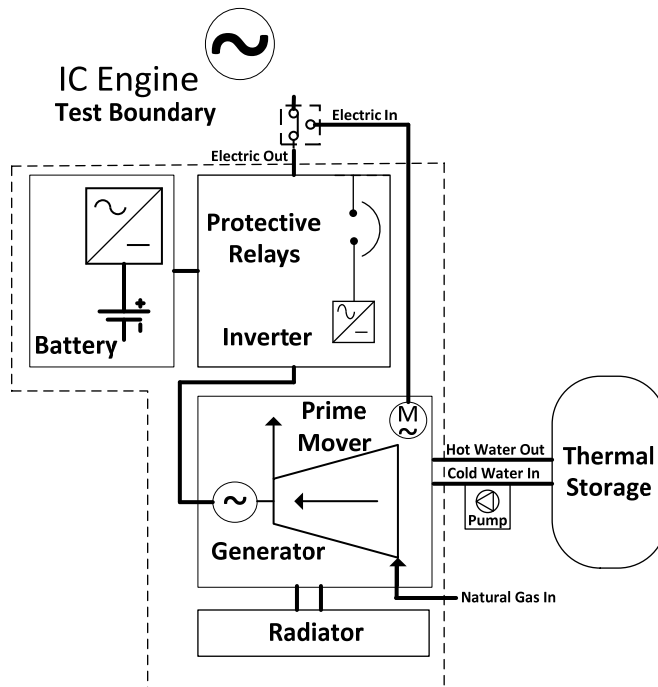 IC Engine
Test Boundary
Electric In
Electric Out
Protective
Relays
Inverter
Battery
Prime
Mover
M
Hot Water Out
Cold Water In
Thermal
Storage
Pump
Generator
Natural Gas In
Radiator